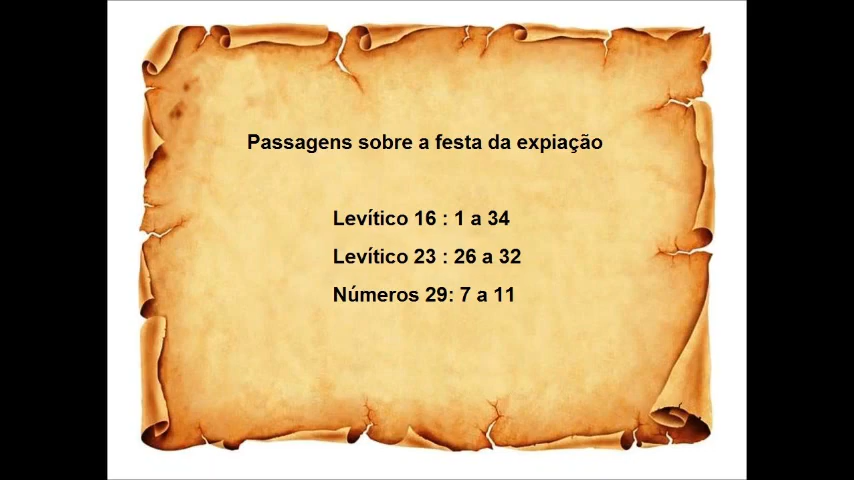 Passagens sobre a festa da expiação
Levítico 16 : 1 a 34
Levítico 23 : 26 a 32
Números 29: 7 a 11